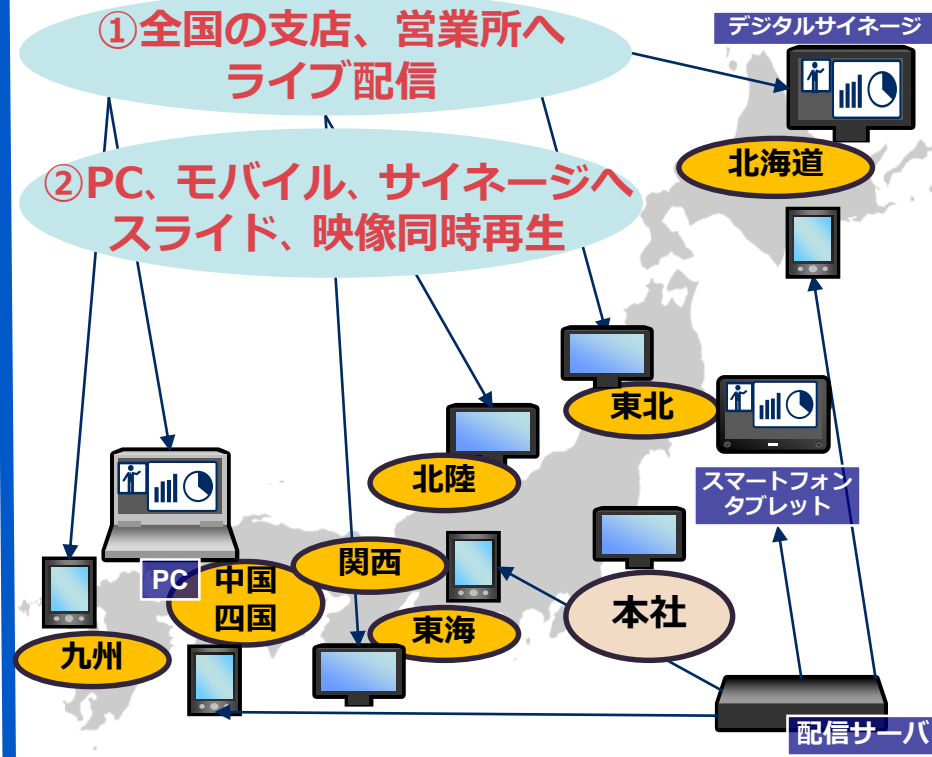 ①全国の支店、営業所へ
ライブ配信
デジタルサイネージ
北海道
②PC、モバイル、サイネージへ
スライド、映像同時再生
東北
北陸
スマートフォン
タブレット
関西
PC
中国
四国
本社
東海
九州
配信サーバ